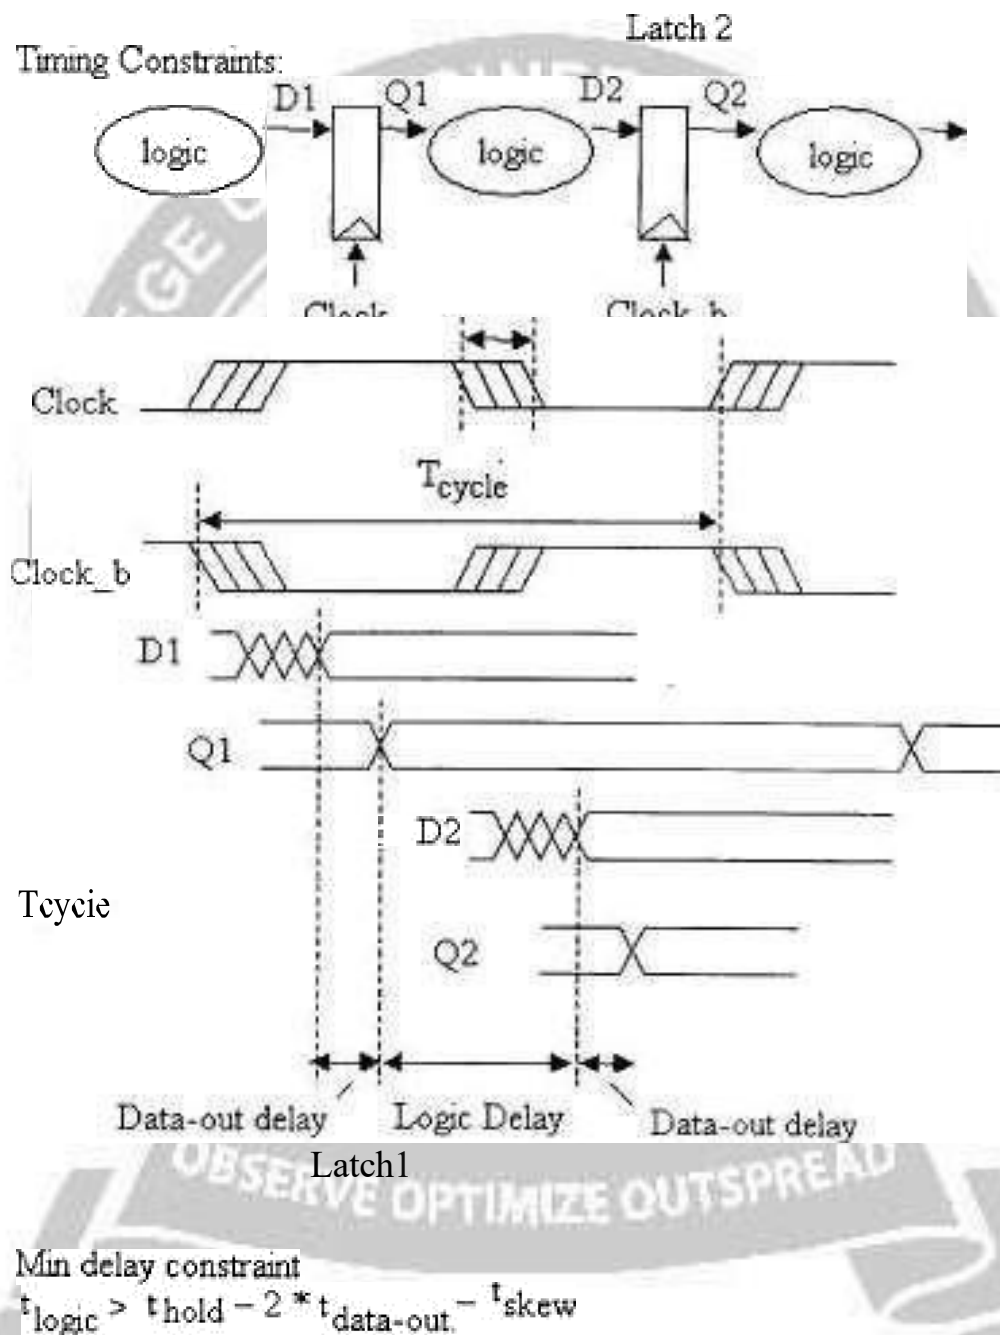 Latch 2
Timing Constraints:
D1 Q1 D2 Q2
logic logic logic
Clock Clock_b
Clock
Tcycle
Clock_b
D1
Q1
D2
Tcycie
Q2
Data-out delay Logic Delay Data-out delay
Latch1
OBSERVE OPTIMIZE OUTSPREAD
Min delay constraint
tlogic > thold - 2 * tdata-out. - tskew